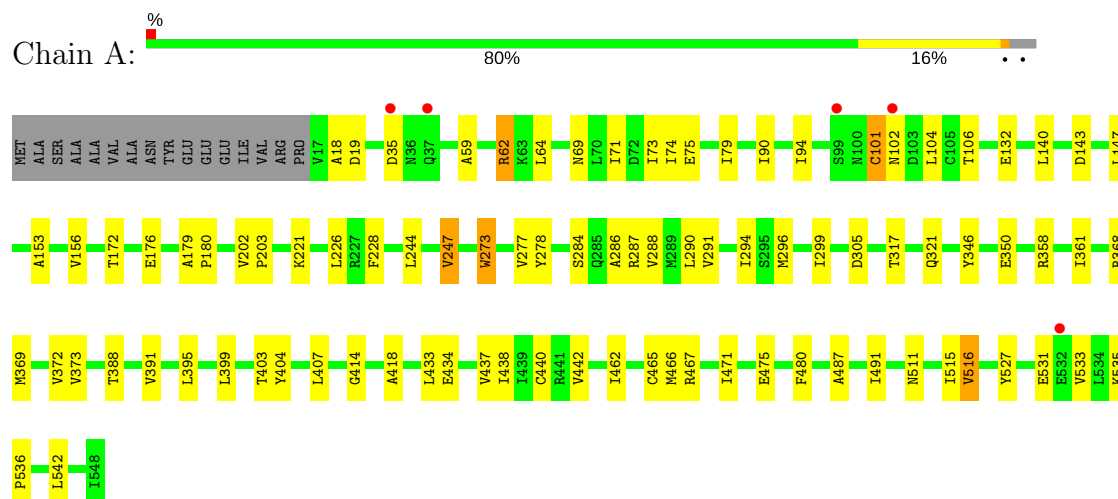 %
Chain A:
80% 16% • •
MET ALA SER ALA ALA VAL ALA ASN TYR GLU GLU GLU ILE VAL ARG PRO V17 A18 D19 D35 N36 Q37 A59 R62 K63 L64 N69 L70 I71 D72 I73 I74 E75 I79 I90 I94 S99 N100 C101 N102 D103 L104 C105 T106 E132 L140 D143 L147
A153 V156 T172 E176 A179 P180 V202 P203 K221 L226 R227 F228 L244 V247 W273 V277 Y278 S284 Q285 A286 R287 V288 M289 L290 V291 I294 S295 M296 I299 D305 T317 Q321 Y346 E350 R358 I361
M369 V372 V373 T388 V391 L395 L399 T403 Y404 L407 G414 A418 L433 E434 V437 I438 I439 C440 R441 V442 I462 C465 M466 R467 I471 E475 F480 A487 I491 N511 I515 V516 Y527 E531 E532 V533 L534 K535
P536 L542 I548